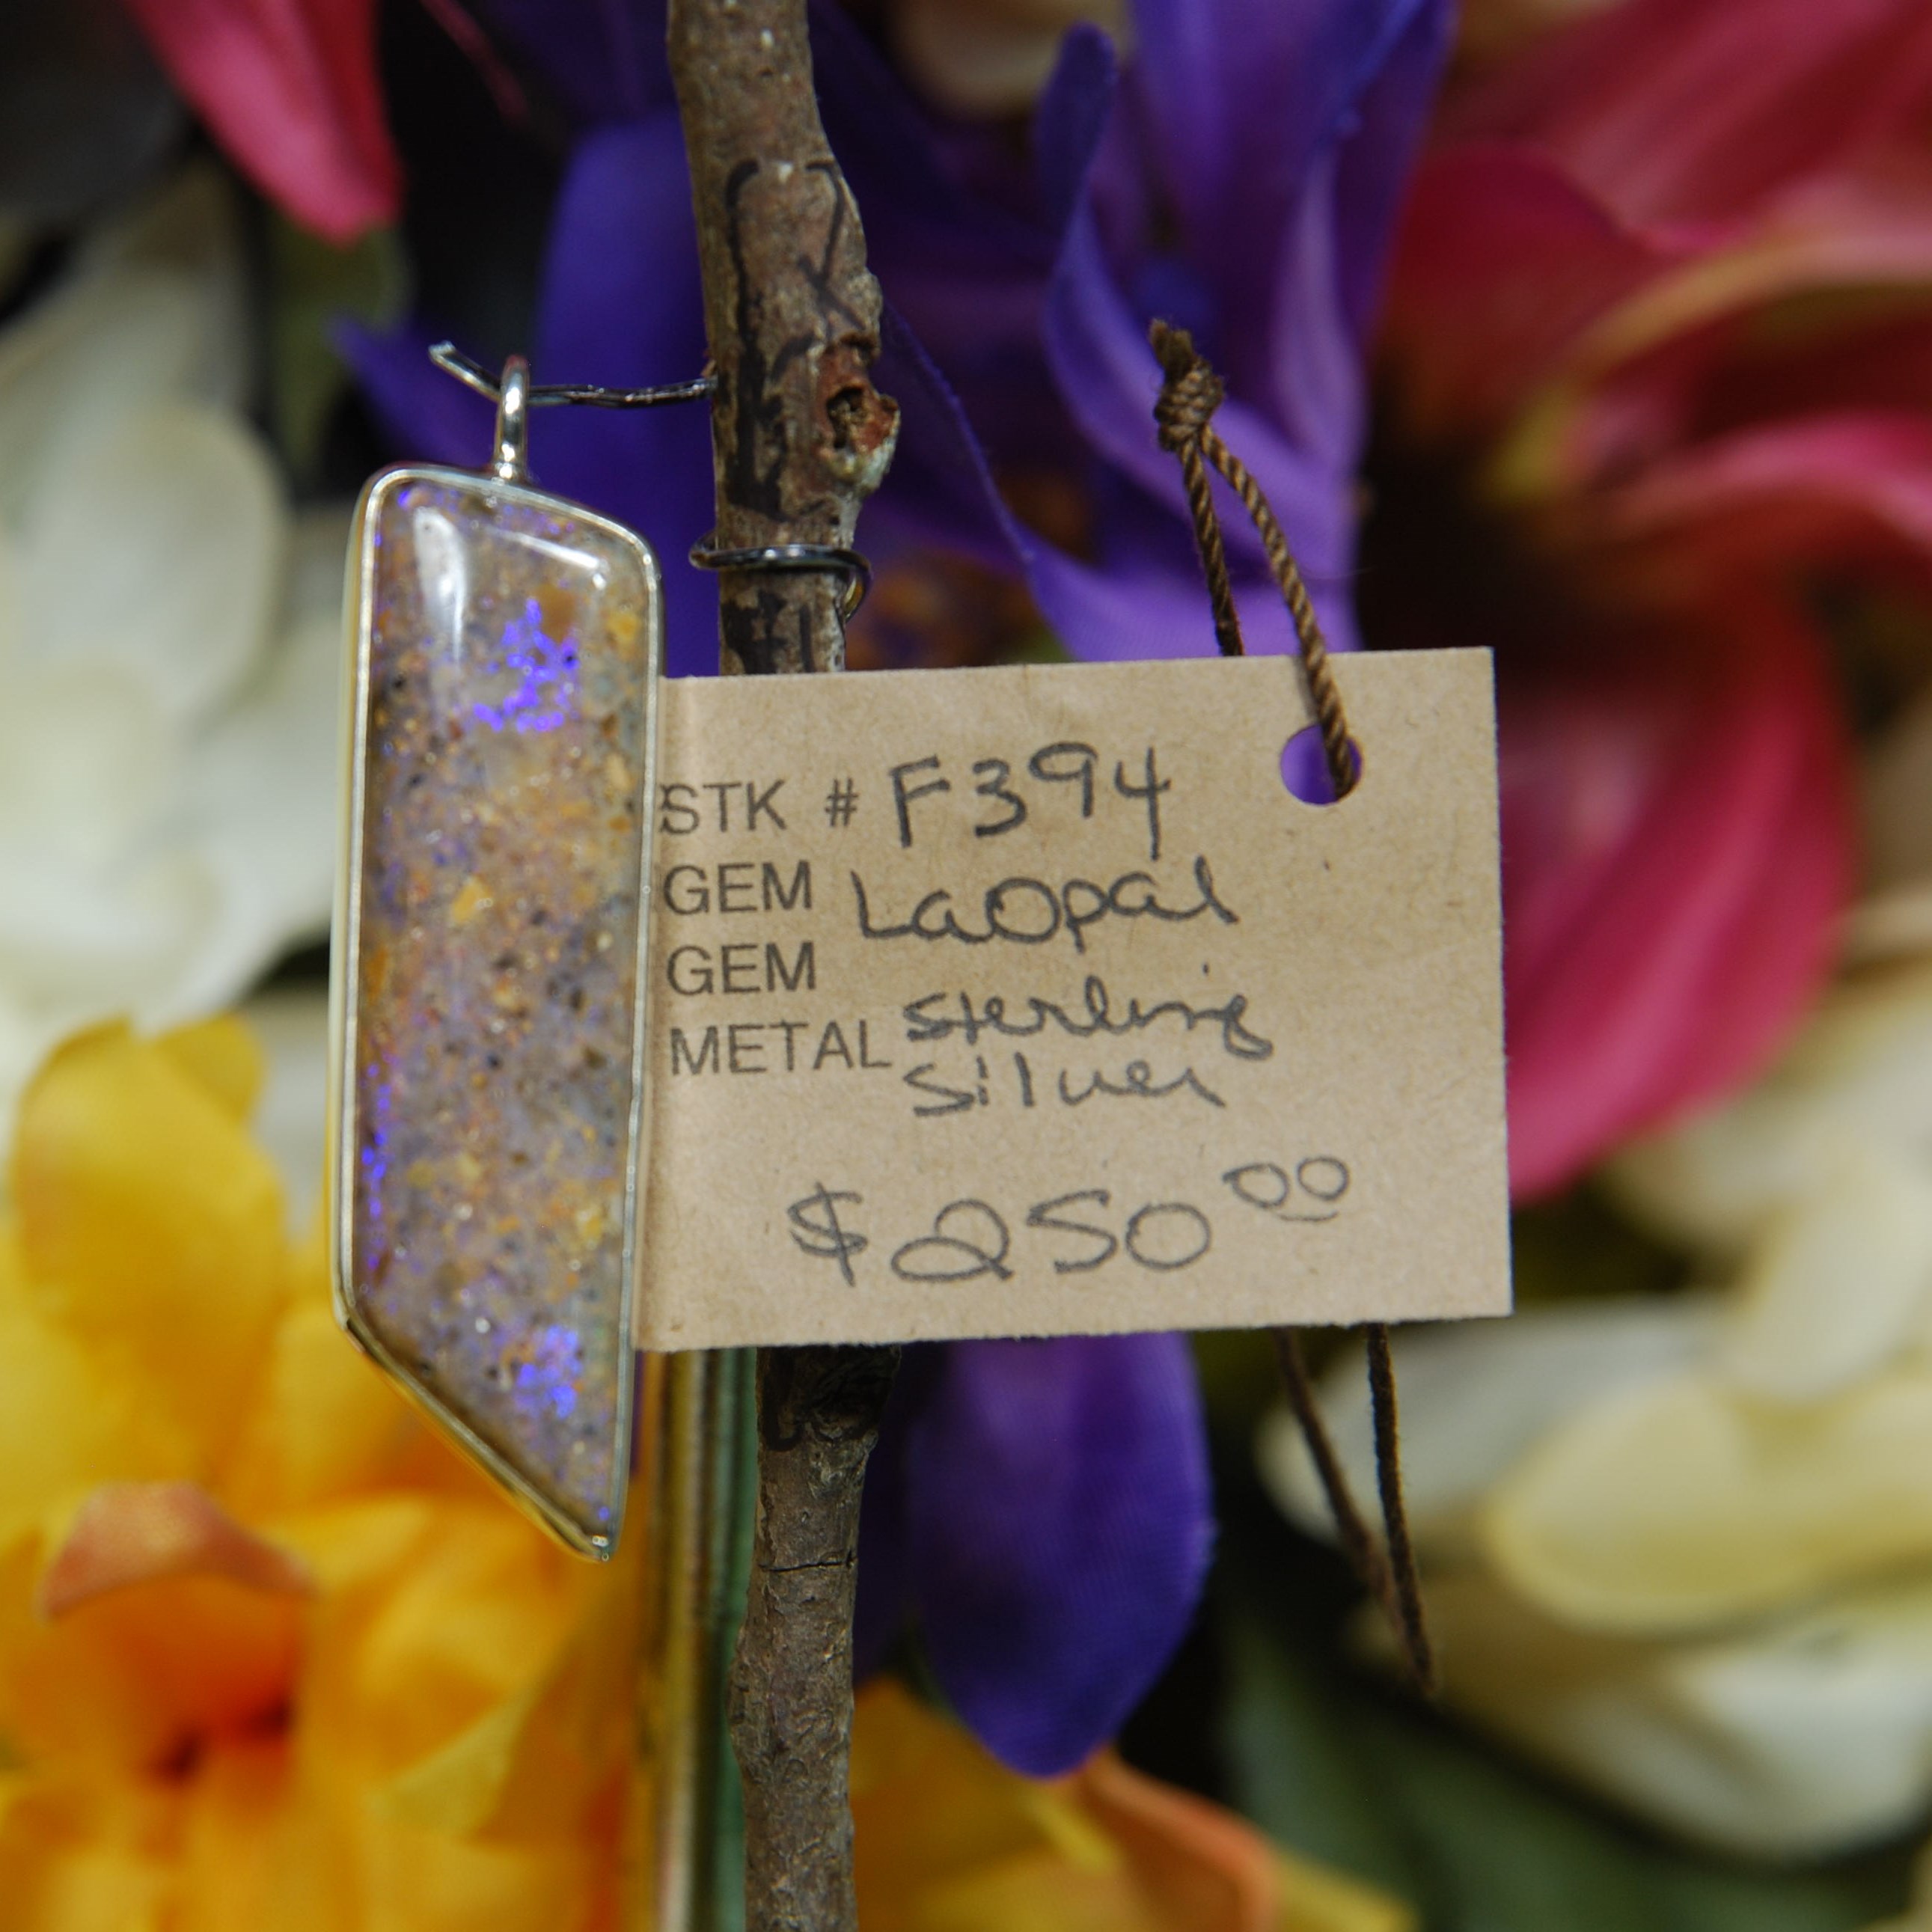 STK # F394
GEM LaOpal
GEM
METAL sterling
silver
$250.00